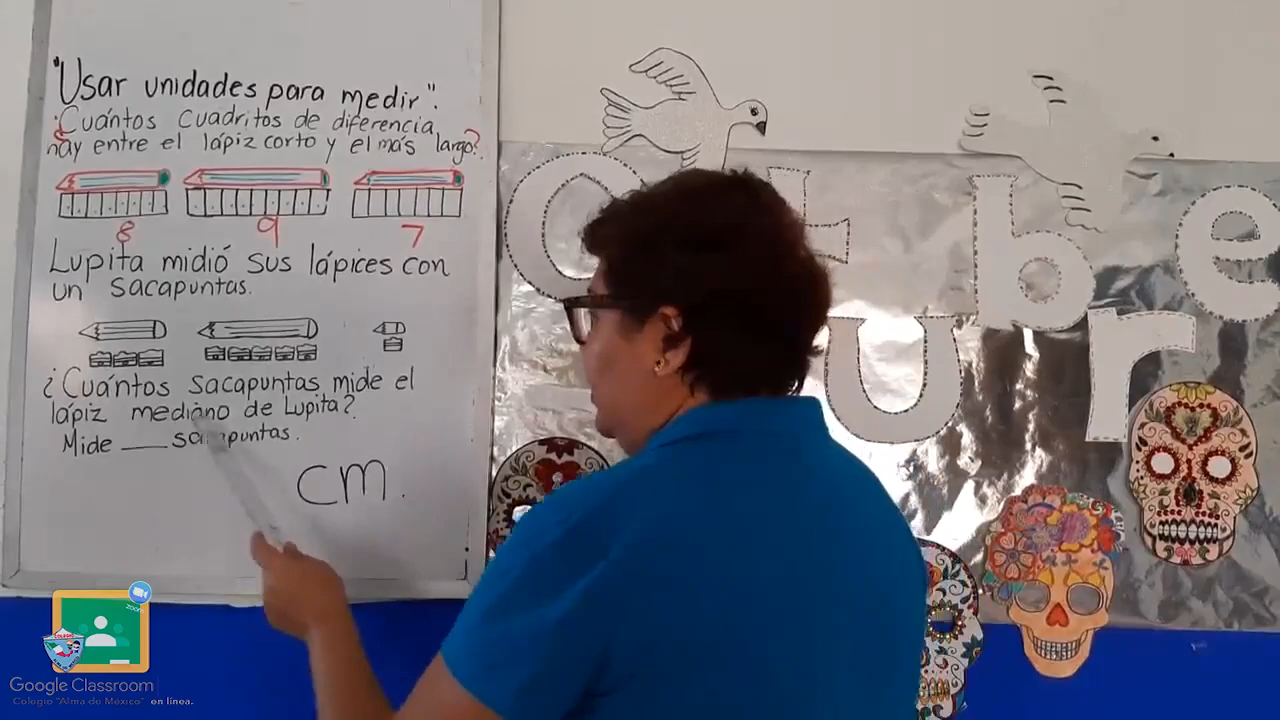 "Usar unidades para medir".
¿Cuántos cuadritos de diferencia
hay entre el lápiz corto y el más largo?
8 9 7
Lupita midió sus lápices con
un sacapuntas.
¿Cuántos sacapuntas mide el
lápiz mediano de Lupita?
Mide ___ sacapuntas.
cm.
O t b e
u r
zoom
COLEGIO
Google Classroom
Colegio "Alma de México" en línea.